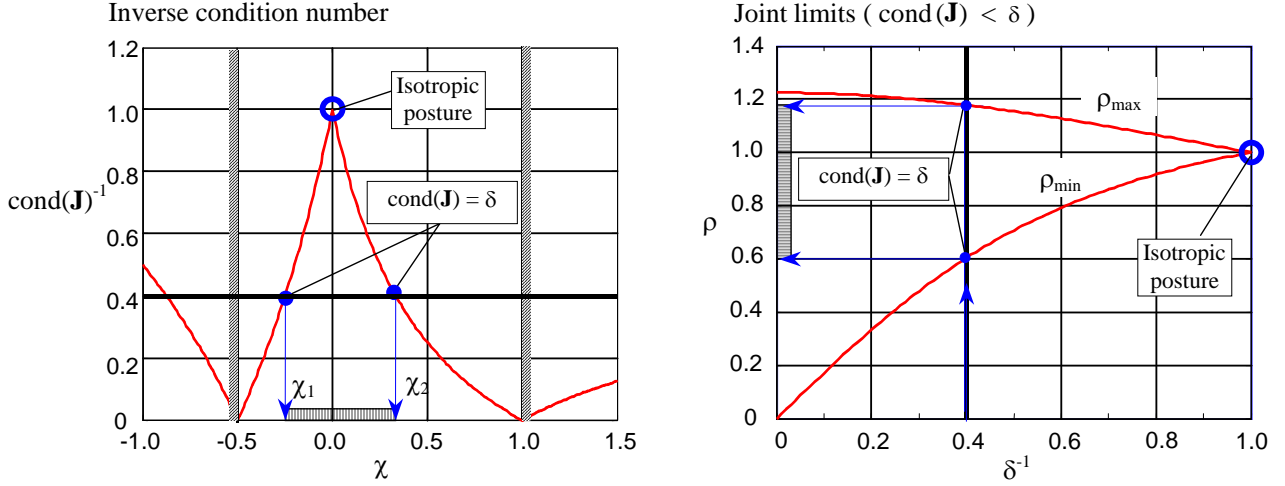 Inverse condition number
1.2
1.0
0.8
0.6
0.4
0.2
0
cond(J)⁻¹
Isotropic
posture
cond(J) = δ
χ₁
χ₂
-1.0
-0.5
0.0
0.5
1.0
1.5
χ
Joint limits ( cond (J) < δ )
1.4
1.2
1.0
0.8
0.6
0.4
0.2
0
ρ
ρmax
cond(J) = δ
ρmin
Isotropic
posture
0.0
0.2
0.4
0.6
0.8
1.0
δ⁻¹